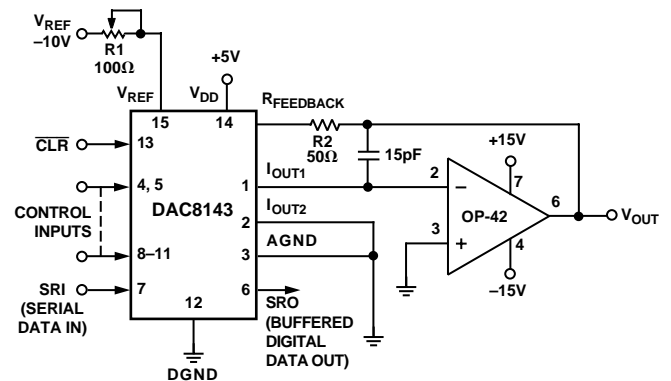 VREF
–10V
R1
100Ω
+5V
VREF
VDD
RFEEDBACK
15
14
R2
50Ω
15pF
+15V
CLR
13
4, 5
CONTROL
INPUTS
8–11
DAC8143
IOUT1
1
IOUT2
2
AGND
3
2
–
7
OP-42
6
VOUT
3
+
4
–15V
SRI
7
(SERIAL
DATA IN)
12
6
SRO
(BUFFERED
DIGITAL
DATA OUT)
DGND